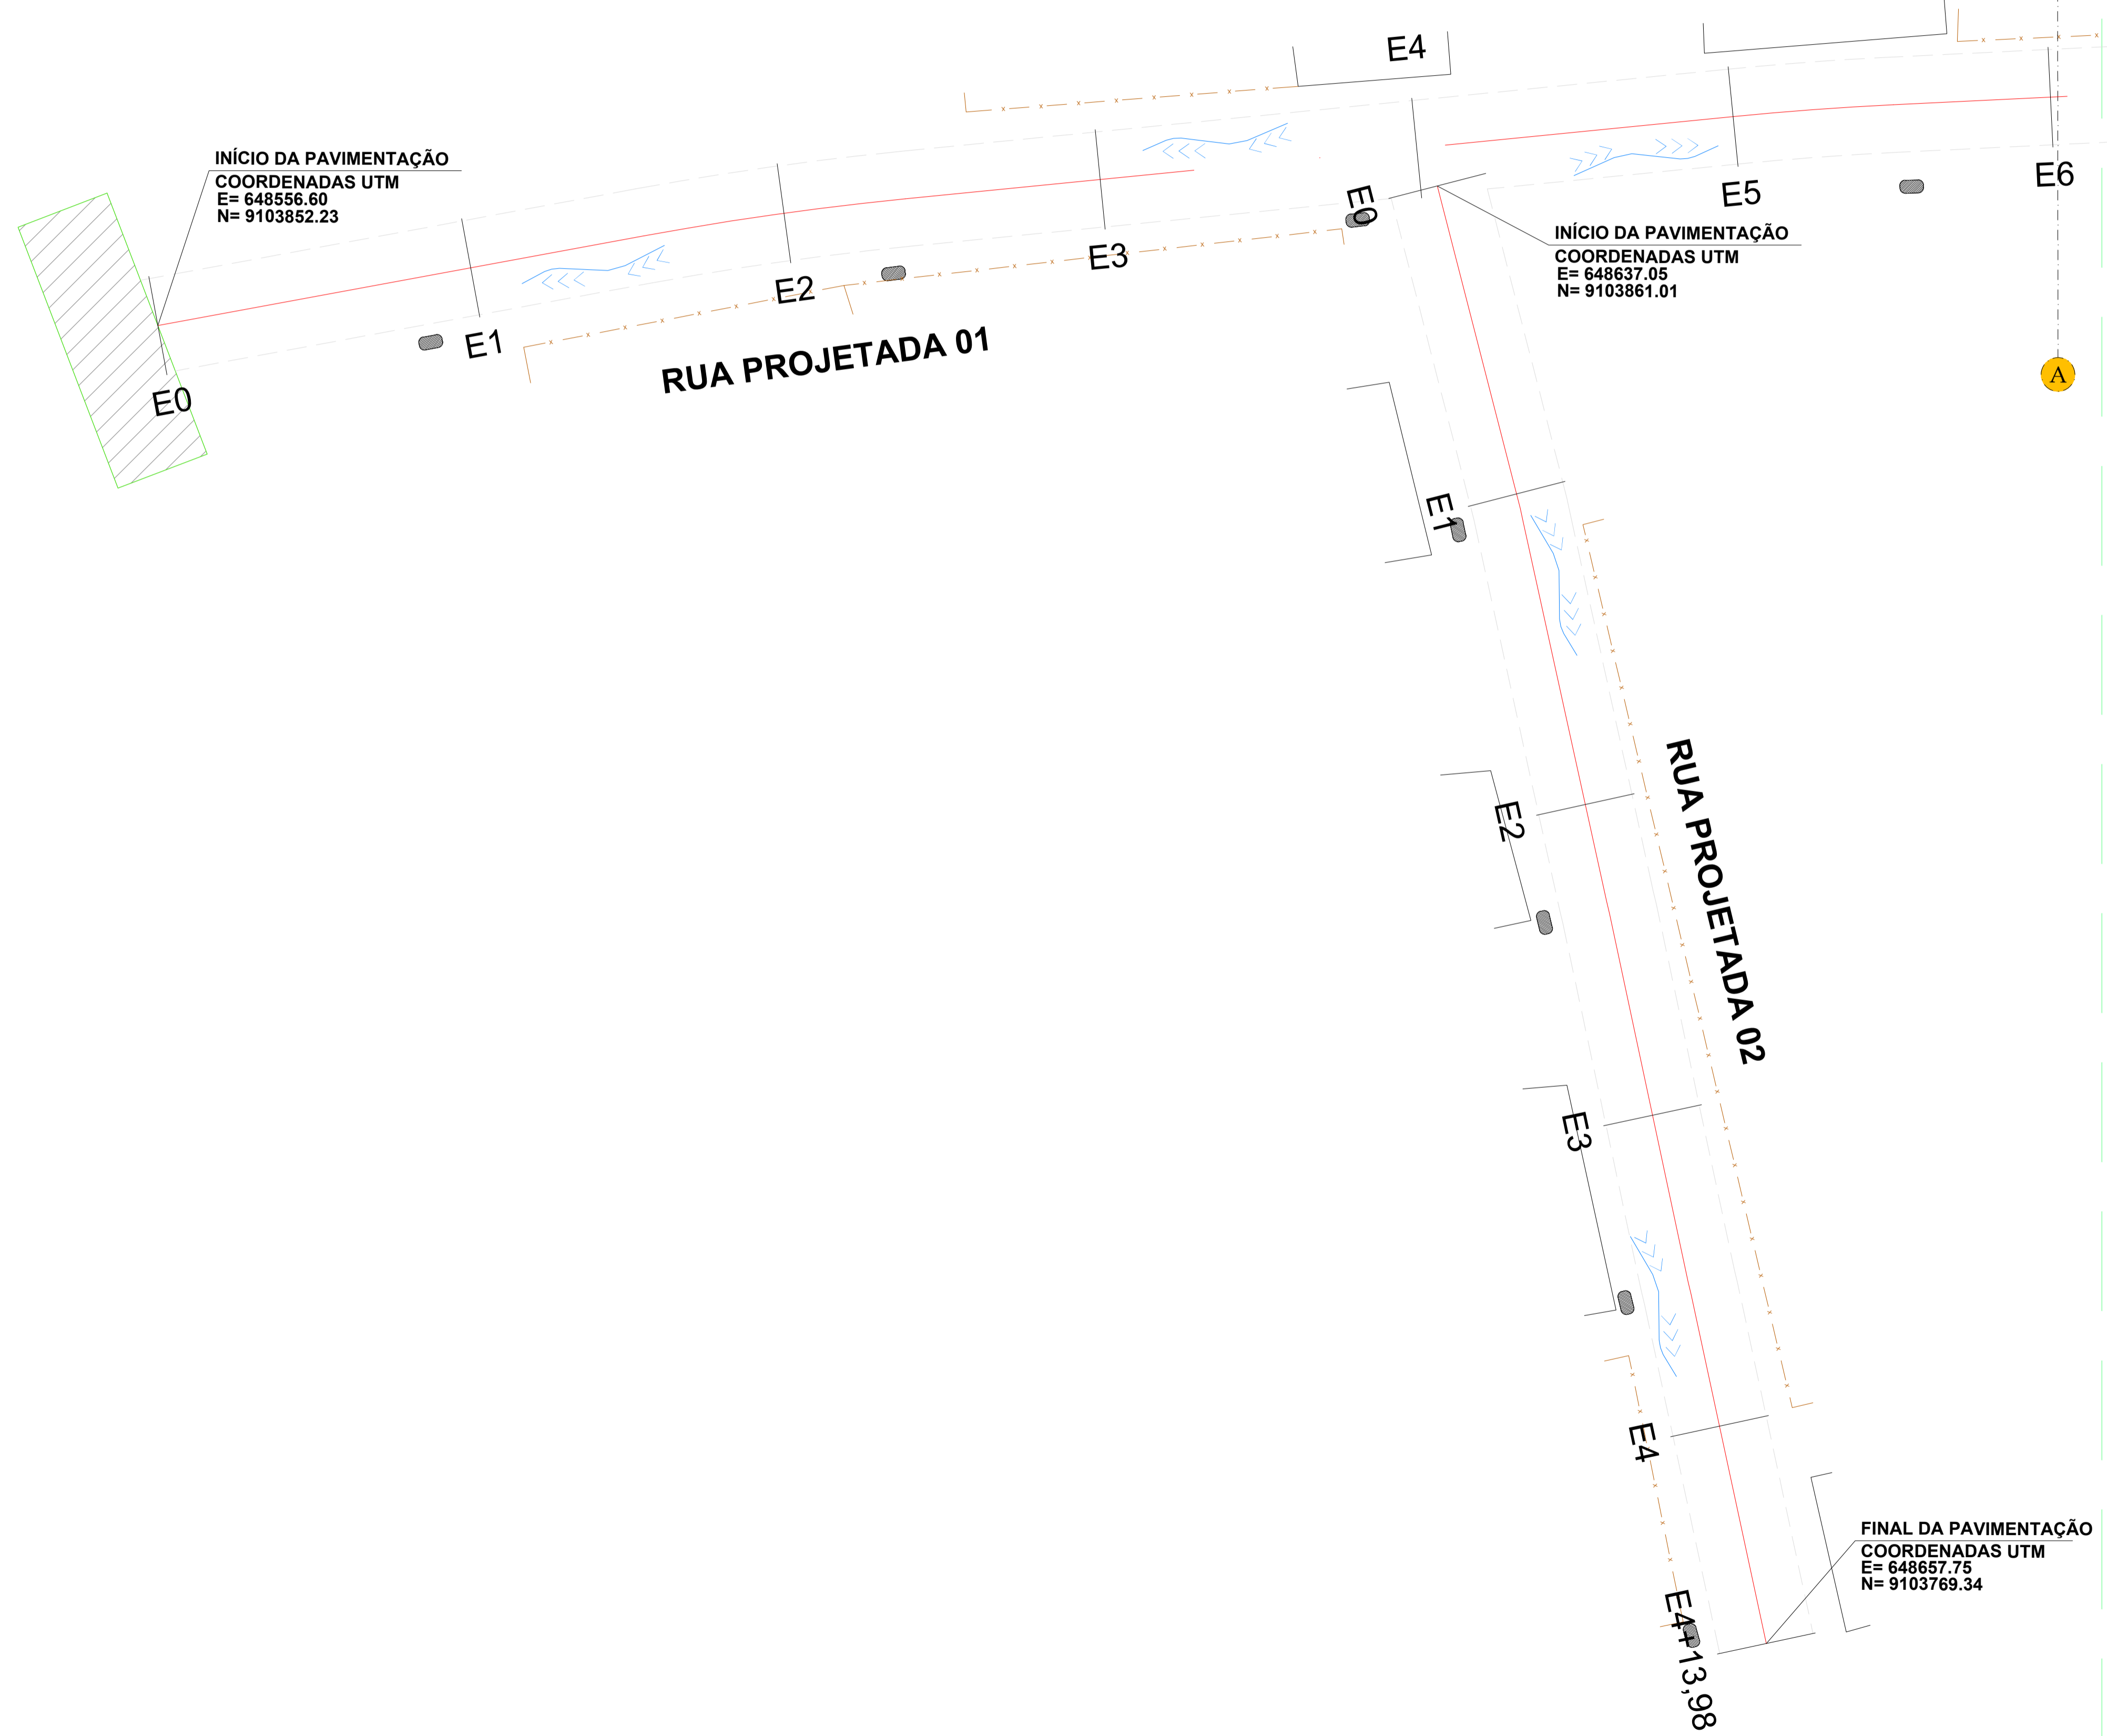 E4
INÍCIO DA PAVIMENTAÇÃO
COORDENADAS UTM
E= 648556.60
N= 9103852.23
E0
E1
E2
E3
RUA PROJETADA 01
E5
E6
A
E0
INÍCIO DA PAVIMENTAÇÃO
COORDENADAS UTM
E= 648637.05
N= 9103861.01
E1
E2
RUA PROJETADA 02
E3
E4
E4+13,98
FINAL DA PAVIMENTAÇÃO
COORDENADAS UTM
E= 648657.75
N= 9103769.34